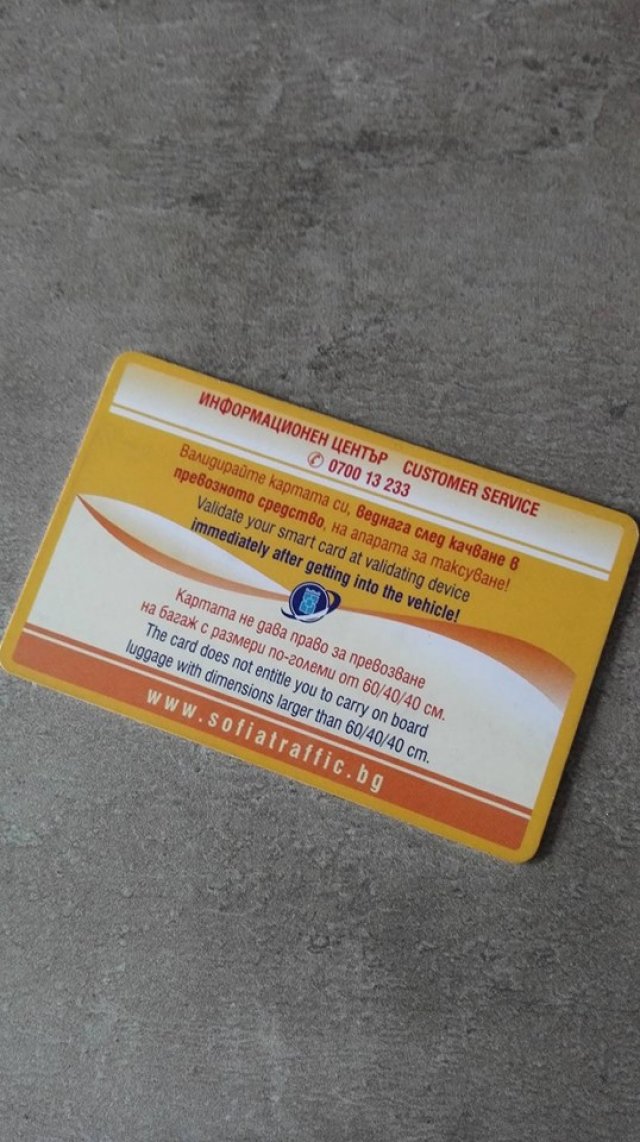 ИНФОРМАЦИОНЕН ЦЕНТЪР CUSTOMER SERVICE
✆ 0700 13 233
Валидирайте картата си, веднага след качване в
превозното средство, на апарата за таксуване!
Validate your smart card at validating device
immediately after getting into the vehicle!
Картата не дава право за превозване
на багаж с размери по-големи от 60/40/40 см.
The card does not entitle you to carry on board
luggage with dimensions larger than 60/40/40 cm.
www.sofiatraffic.bg